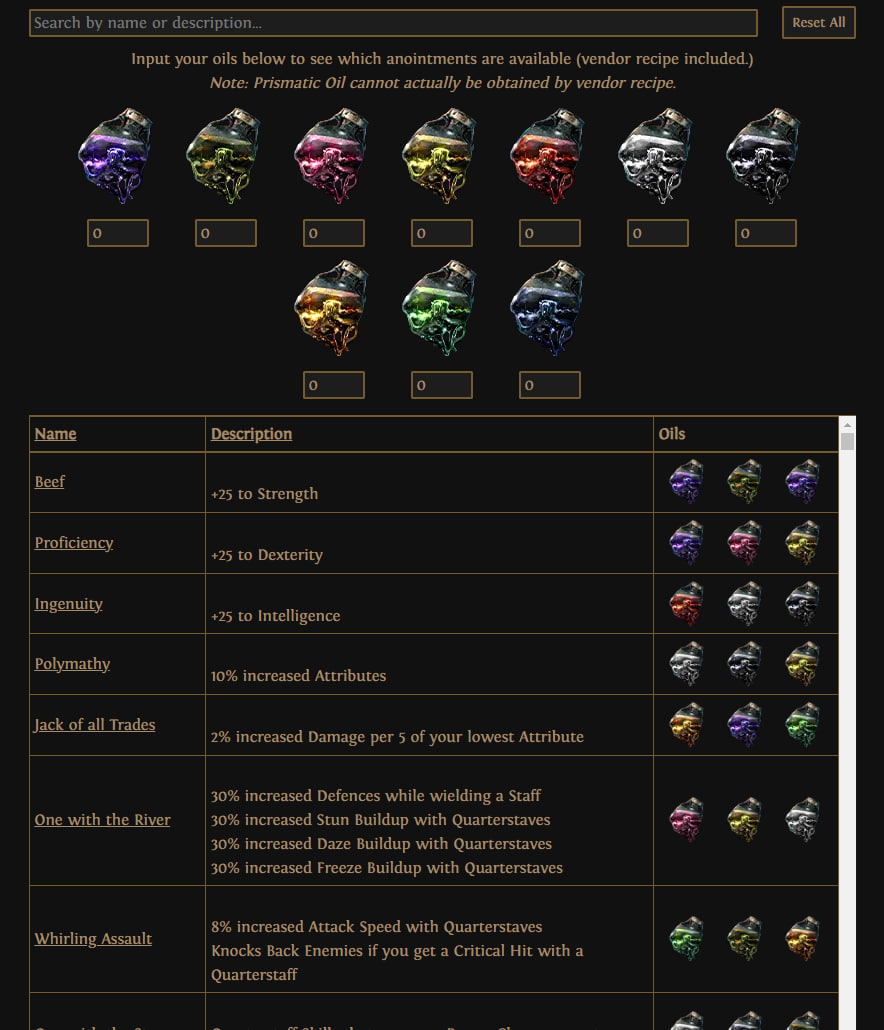 Search by name or description...
Reset All
Input your oils below to see which anointments are available (vendor recipe included.)
Note: Prismatic Oil cannot actually be obtained by vendor recipe.
0 0 0 0 0 0 0
0 0 0
Name Description Oils
Beef
+25 to Strength
Proficiency
+25 to Dexterity
Ingenuity
+25 to Intelligence
Polymathy
10% increased Attributes
Jack of all Trades
2% increased Damage per 5 of your lowest Attribute
One with the River
30% increased Defences while wielding a Staff
30% increased Stun Buildup with Quarterstaves
30% increased Daze Buildup with Quarterstaves
30% increased Freeze Buildup with Quarterstaves
Whirling Assault
8% increased Attack Speed with Quarterstaves
Knocks Back Enemies if you get a Critical Hit with a
Quarterstaff